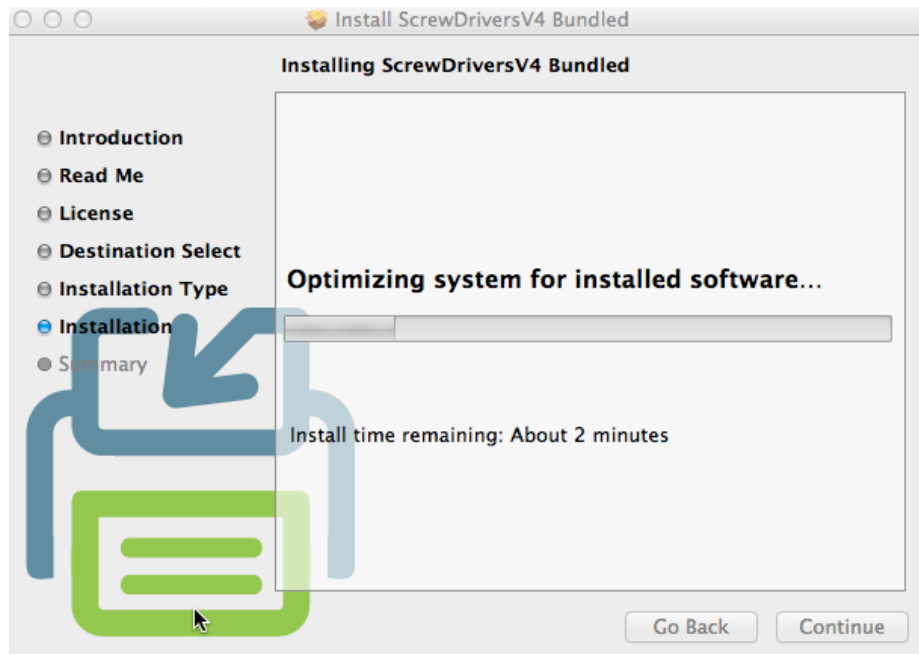 Install ScrewDriversV4 Bundled
Installing ScrewDriversV4 Bundled
Introduction
Read Me
License
Destination Select
Installation Type
Installation
Summary
Optimizing system for installed software...
Install time remaining: About 2 minutes
Go Back
Continue